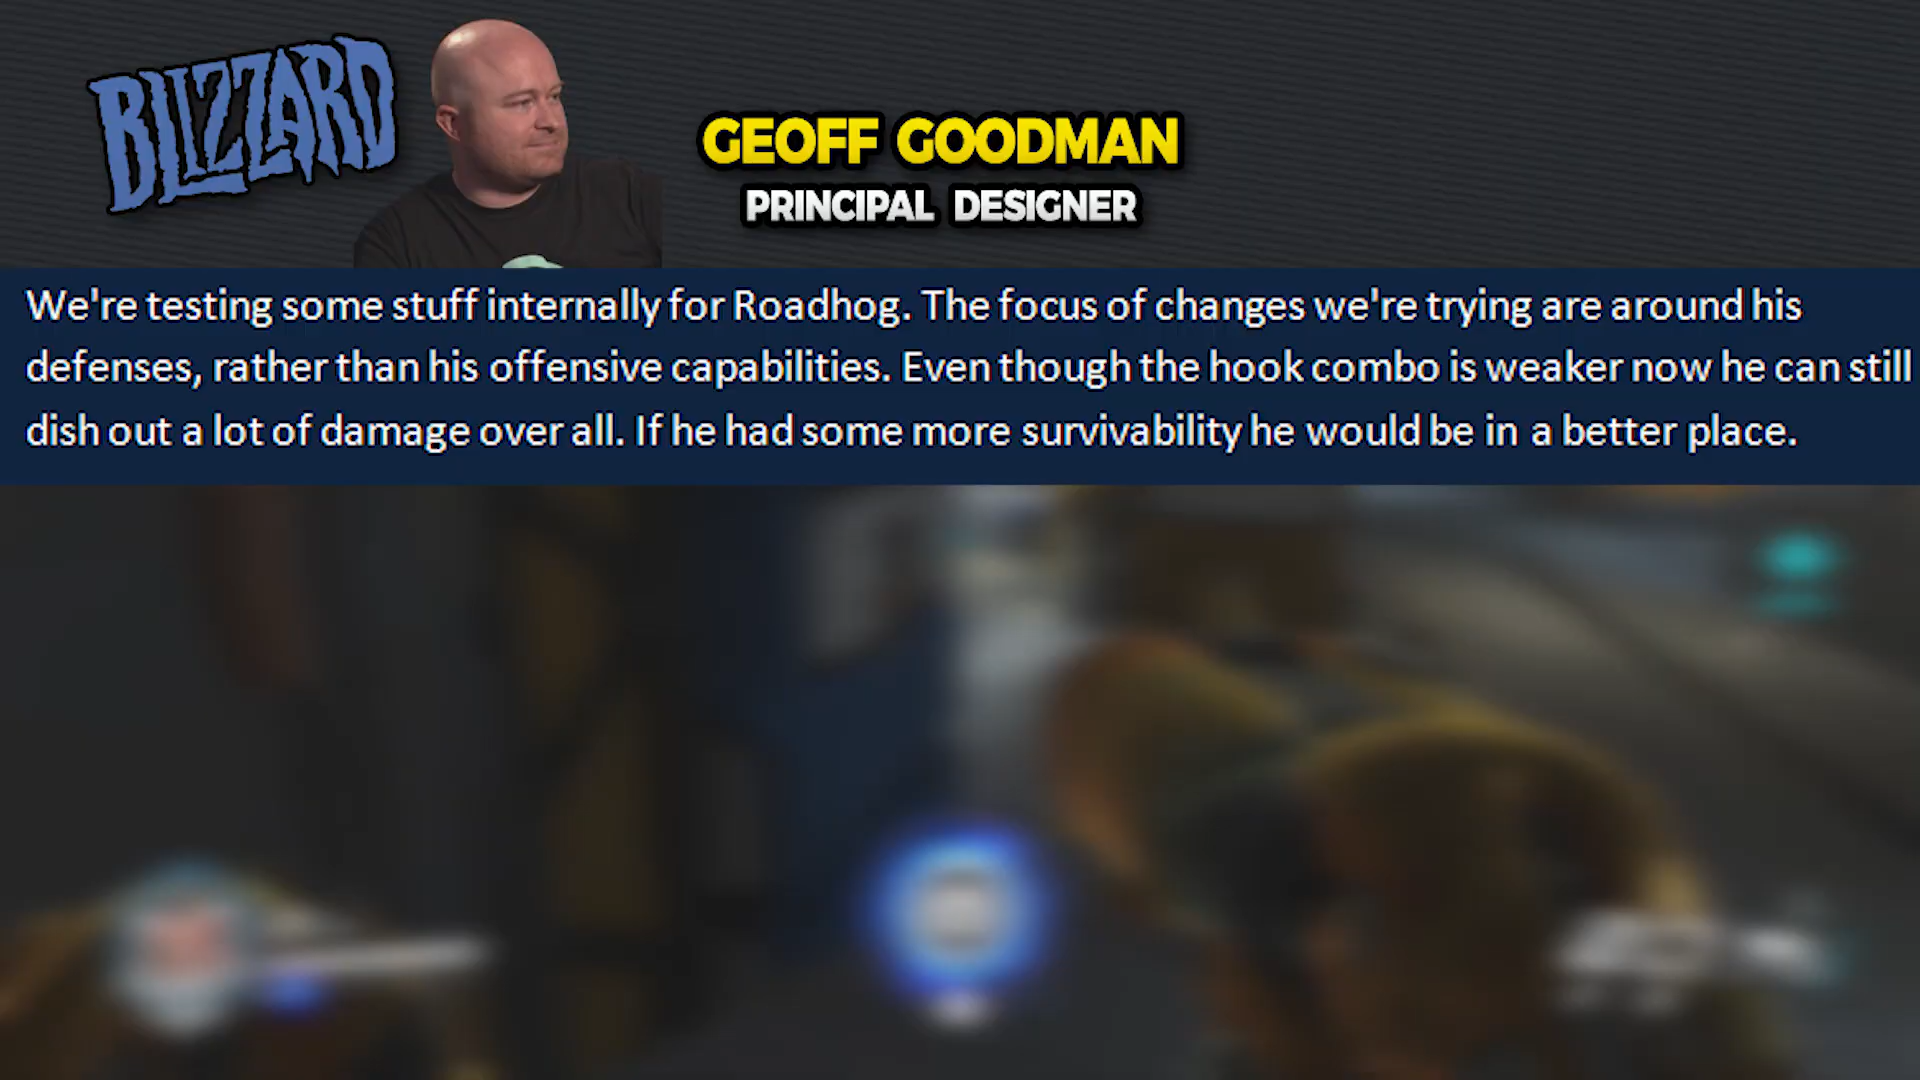 BLIZZARD
GEOFF GOODMAN
PRINCIPAL DESIGNER
We're testing some stuff internally for Roadhog. The focus of changes we're trying are around his
defenses, rather than his offensive capabilities. Even though the hook combo is weaker now he can still
dish out a lot of damage over all. If he had some more survivability he would be in a better place.